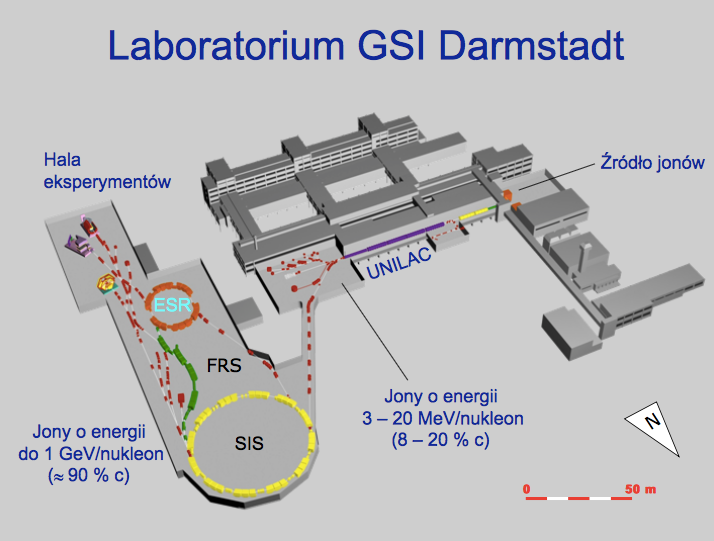 Laboratorium GSI Darmstadt
Hala
eksperymentów
Źródło jonów
UNILAC
ESR
FRS
SIS
Jony o energii
3 – 20 MeV/nukleon
(8 – 20 % c)
Jony o energii
do 1 GeV/nukleon
(≈ 90 % c)
N
0 50 m